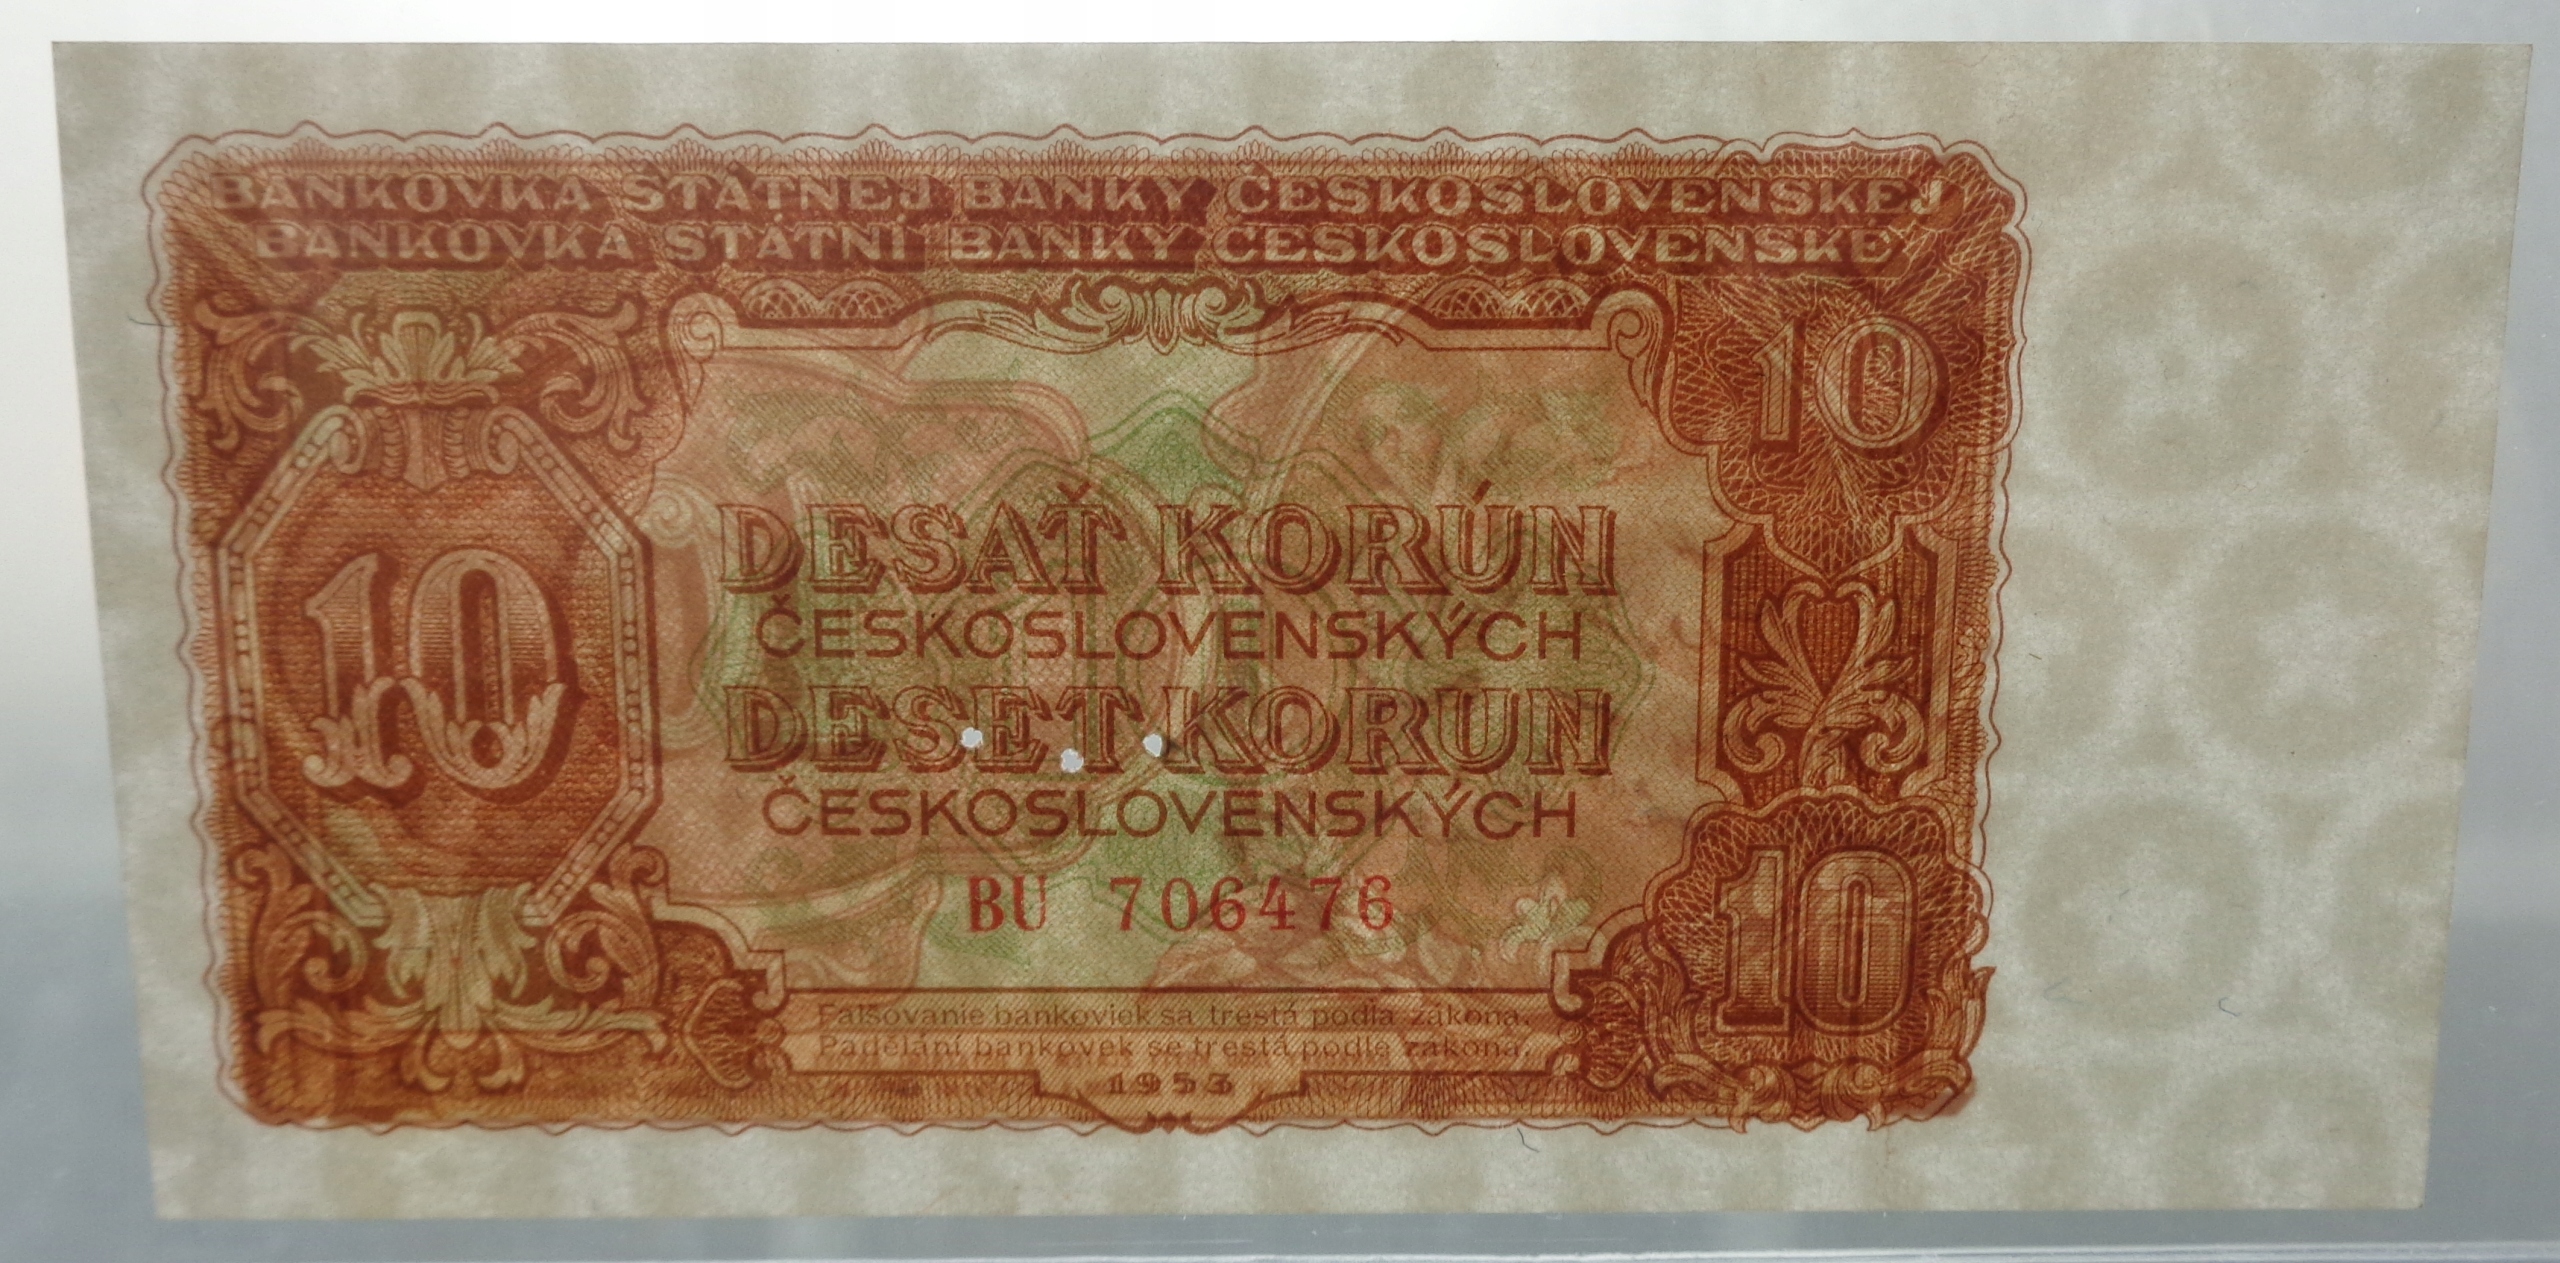 BANKOVKA STÁTNEJ BANKY ČESKOSLOVENSKEJ
BANKOVKA STÁTNÍ BANKY ČESKOSLOVENSKÉ
10
10
DESAŤ KORÚN
ČESKOSLOVENSKÝCH
DESET KORUN
ČESKOSLOVENSKÝCH
BU 706476
10
Falšovanie bankoviek sa trestá podľa zákona.
Padělání bankovek se trestá podle zákona.
1953